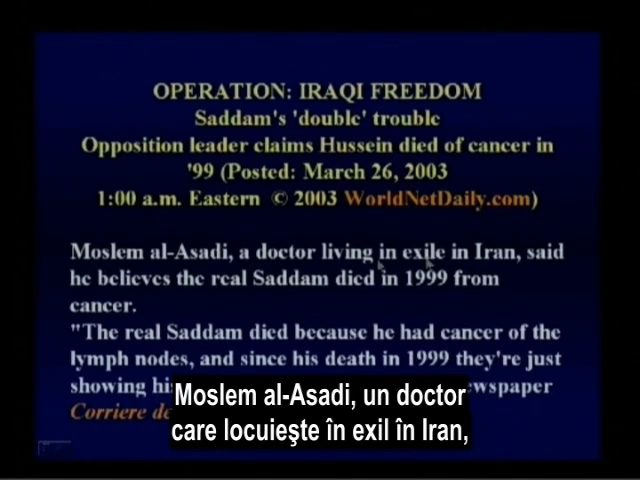 OPERATION: IRAQI FREEDOM
Saddam's 'double' trouble
Opposition leader claims Hussein died of cancer in
'99 (Posted: March 26, 2003
1:00 a.m. Eastern © 2003 WorldNetDaily.com)
Moslem al-Asadi, a doctor living in exile in Iran, said
he believes the real Saddam died in 1999 from
cancer.
"The real Saddam died because he had cancer of the
lymph nodes, and since his death in 1999 they're just
showing
Corriere
Moslem al-Asadi, un doctor
care locuieşte în exil în Iran,